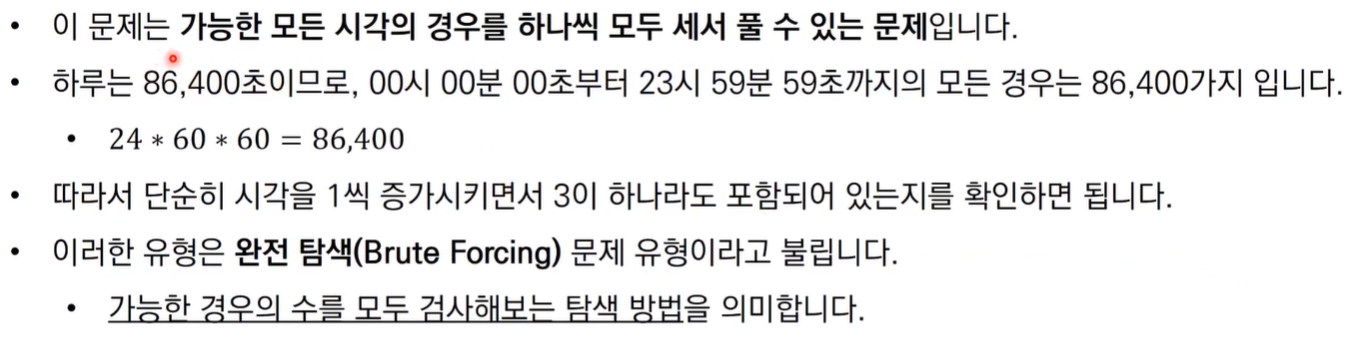 • 이 문제는 가능한 모든 시각의 경우를 하나씩 모두 세서 풀 수 있는 문제입니다.
• 하루는 86,400초이므로, 00시 00분 00초부터 23시 59분 59초까지의 모든 경우는 86,400가지 입니다.
• 24 * 60 * 60 = 86,400
• 따라서 단순히 시각을 1씩 증가시키면서 3이 하나라도 포함되어 있는지를 확인하면 됩니다.
• 이러한 유형은 완전 탐색(Brute Forcing) 문제 유형이라고 불립니다.
• 가능한 경우의 수를 모두 검사해보는 탐색 방법을 의미합니다.